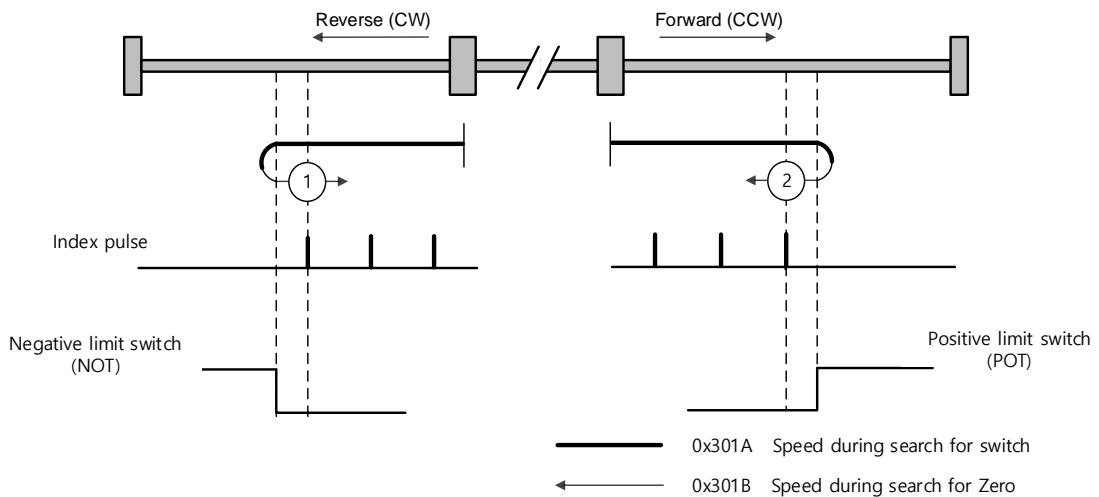 Reverse (CW)
Forward (CCW)
1
2
Index pulse
Negative limit switch
(NOT)
Positive limit switch
(POT)
0x301A Speed during search for switch
0x301B Speed during search for Zero